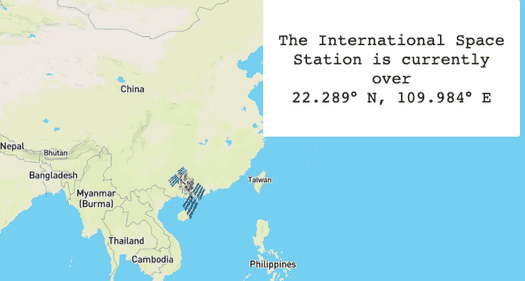 The International Space
Station is currently
over
22.289° N, 109.984° E
China
Nepal
Bhutan
Bangladesh
Taiwan
Myanmar
(Burma)
Thailand
Cambodia
Philippines